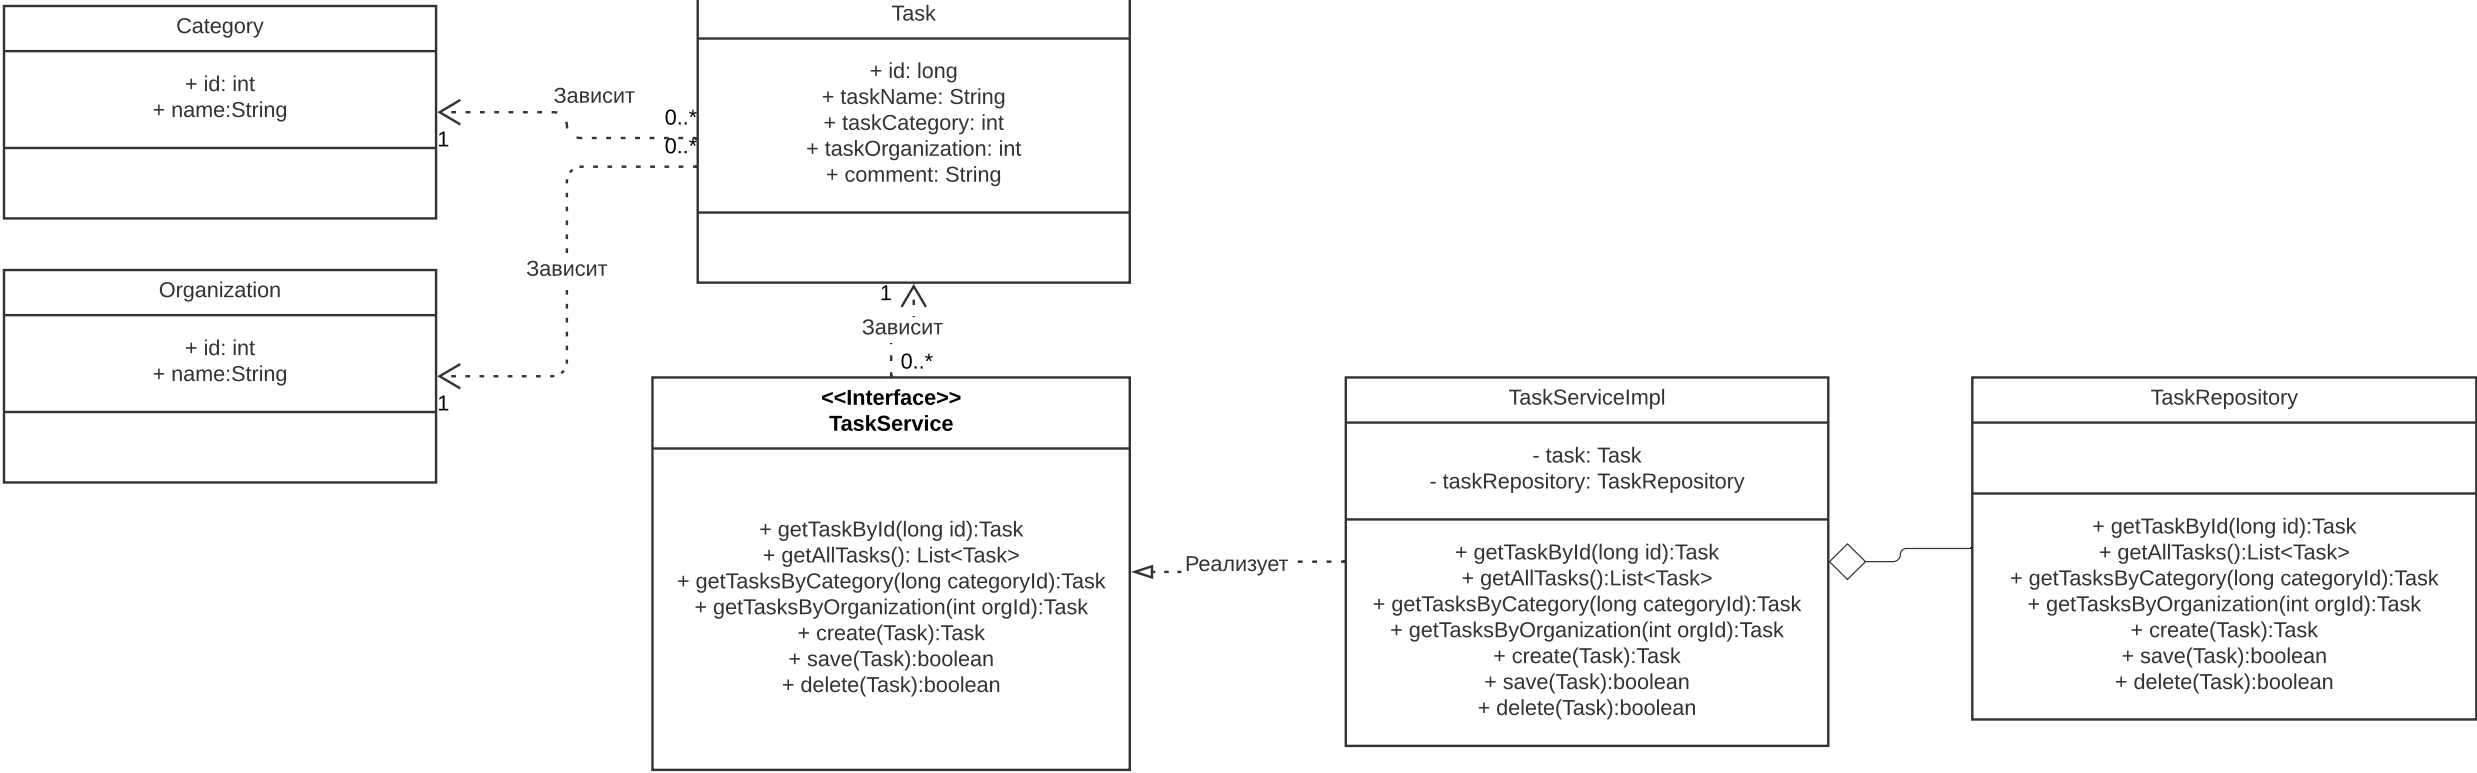 Category
+ id: int
+ name:String
Зависит
0..*
1
Task
+ id: long
+ taskName: String
+ taskCategory: int
+ taskOrganization: int
+ comment: String
0..*
Зависит
Organization
+ id: int
+ name:String
1
1
Зависит
0..*
<<Interface>>
TaskService
+ getTaskById(long id):Task
+ getAllTasks(): List<Task>
+ getTasksByCategory(long categoryId):Task
+ getTasksByOrganization(int orgId):Task
+ create(Task):Task
+ save(Task):boolean
+ delete(Task):boolean
Реализует
TaskServiceImpl
- task: Task
- taskRepository: TaskRepository
+ getTaskById(long id):Task
+ getAllTasks():List<Task>
+ getTasksByCategory(long categoryId):Task
+ getTasksByOrganization(int orgId):Task
+ create(Task):Task
+ save(Task):boolean
+ delete(Task):boolean
TaskRepository
+ getTaskById(long id):Task
+ getAllTasks():List<Task>
+ getTasksByCategory(long categoryId):Task
+ getTasksByOrganization(int orgId):Task
+ create(Task):Task
+ save(Task):boolean
+ delete(Task):boolean